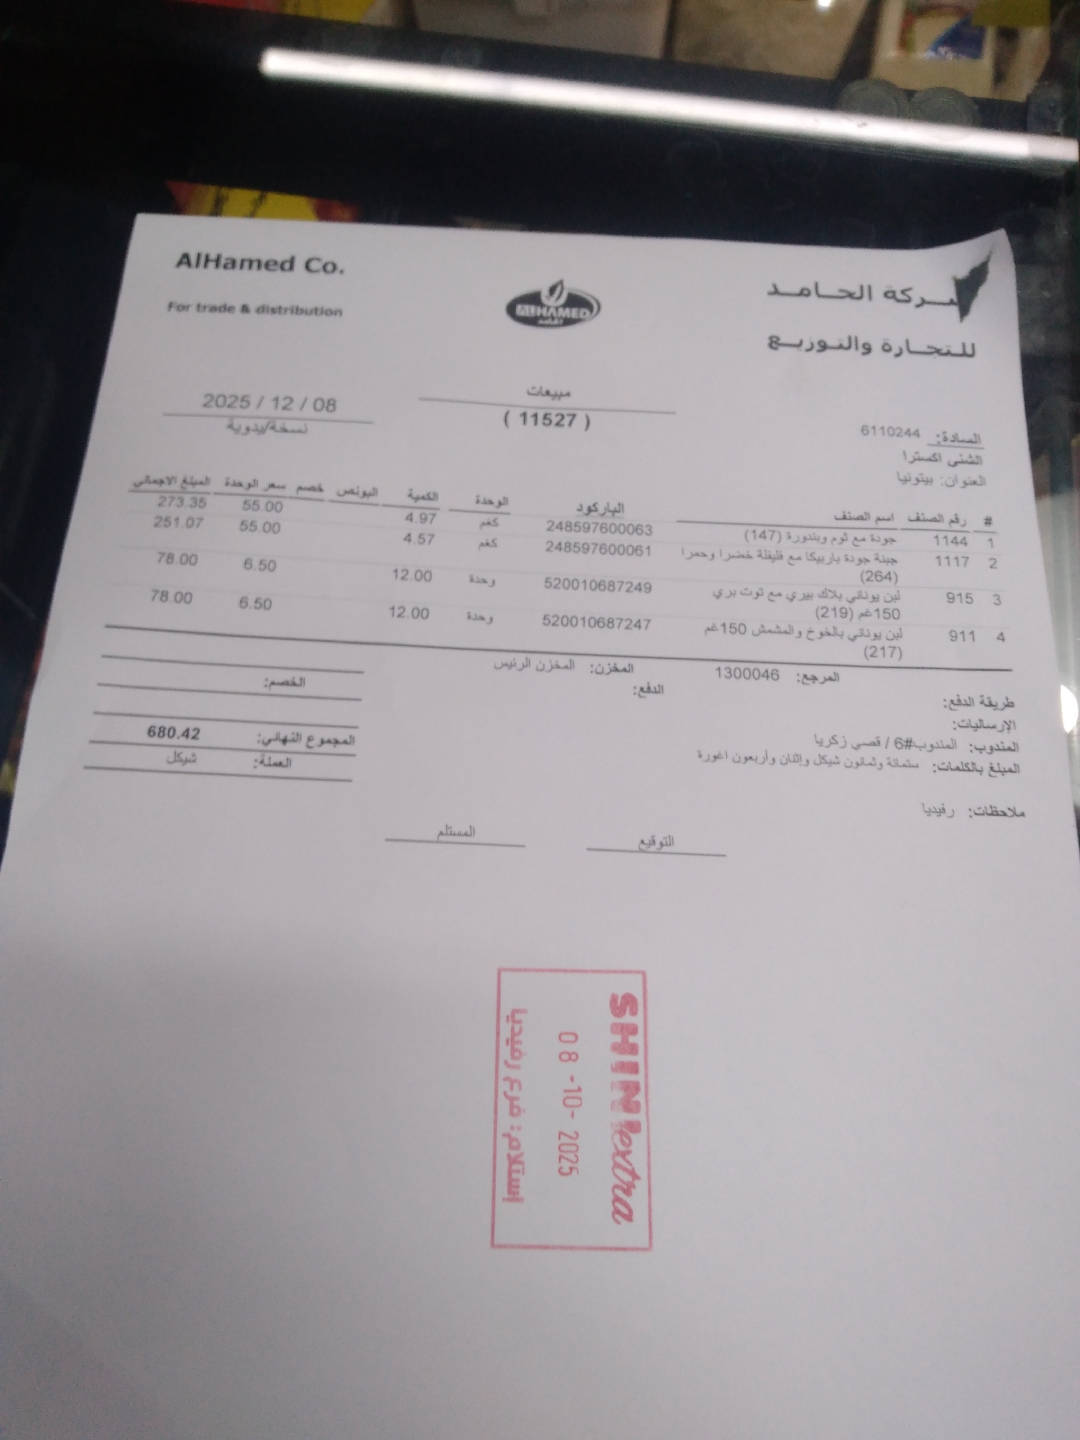 AlHamed Co.
شركة الحامد
For trade & distribution
للتجارة والتوزيع
ALHAMED
الحامد
2025 / 12 / 08
نسخة/يدوية
مبيعات
( 11527 )
السادة: 6110244
الشني اكسترا
العنوان: بيتونيا
# رقم الصنف اسم الصنف الباركود الوحدة الكمية البونص خصم سعر الوحدة المبلغ الاجمالي
1 1144 جودة مع ثوم وبندورة (147) 248597600063 كغم 4.97 55.00 273.35
2 1117 جبنة جودة باربيكا مع فليفلة خضرا وحمرا 248597600061 كغم 4.57 55.00 251.07
(264)
3 915 لبن يوناني بلاك بيري مع توت بري 520010687249 وحدة 12.00 6.50 78.00
150غم (219)
4 911 لبن يوناني بالخوخ والمشمش 150غم 520010687247 وحدة 12.00 6.50 78.00
(217)
المرجع: 1300046
المخزن: المخزن الرئيس
طريقة الدفع:
الدفع:
الخصم:
الإرساليات:
المندوب: المندوب#6 / قصي زكريا
المجموع النهائي: 680.42
المبلغ بالكلمات: ستمائة وثمانون شيكل وإثنان وأربعون اغورة
العملة: شيكل
ملاحظات: رفيديا
التوقيع
المستلم
SHINIextra
08 -10- 2025
إستلام: فرع رفيديا